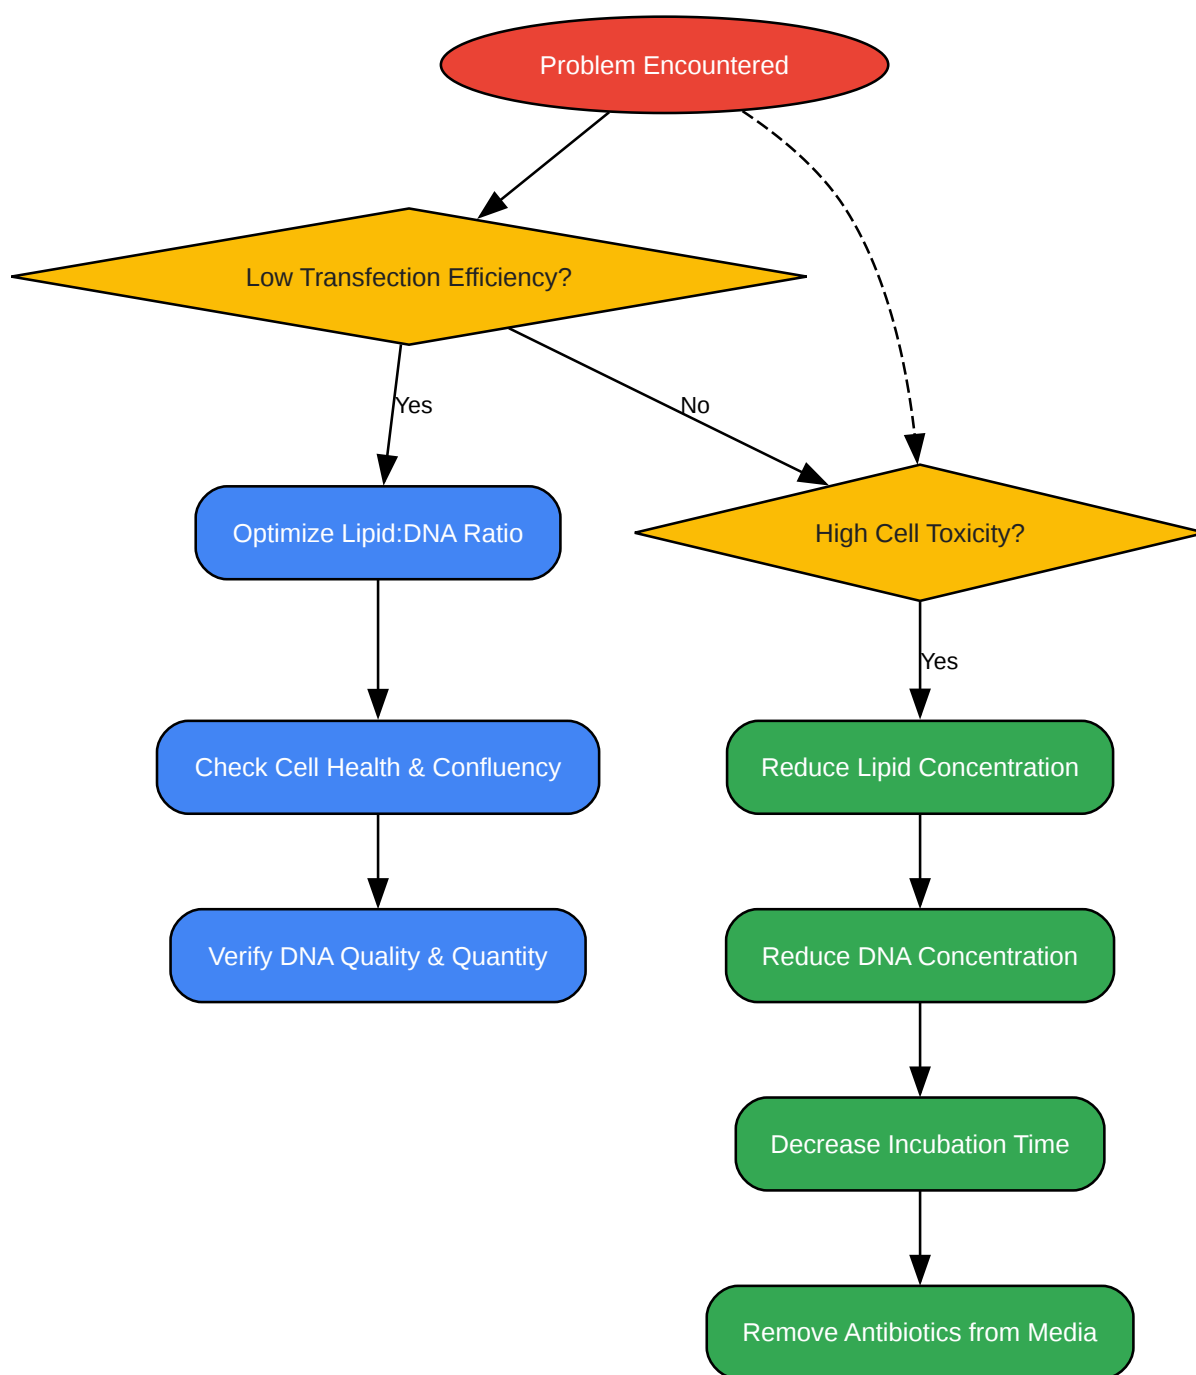 Problem Encountered
Low Transfection Efficiency?
Yes
No
Optimize Lipid:DNA Ratio
High Cell Toxicity?
Yes
Check Cell Health & Confluency
Reduce Lipid Concentration
Verify DNA Quality & Quantity
Reduce DNA Concentration
Decrease Incubation Time
Remove Antibiotics from Media